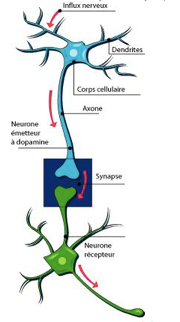 Influx nerveux
Dendrites
Corps cellulaire
Axone
Neurone
émetteur
à dopamine
Synapse
Neurone
récepteur